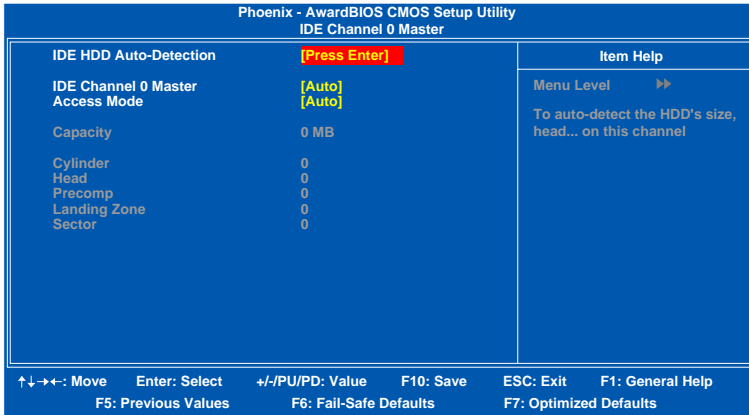 Phoenix - AwardBIOS CMOS Setup Utility
IDE Channel 0 Master
IDE HDD Auto-Detection [Press Enter]
IDE Channel 0 Master [Auto]
Access Mode [Auto]
Capacity 0 MB
Cylinder 0
Head 0
Precomp 0
Landing Zone 0
Sector 0
Item Help
Menu Level ▸▸
To auto-detect the HDD's size,
head... on this channel
↑↓→←: Move Enter: Select +/-/PU/PD: Value F10: Save ESC: Exit F1: General Help
F5: Previous Values F6: Fail-Safe Defaults F7: Optimized Defaults